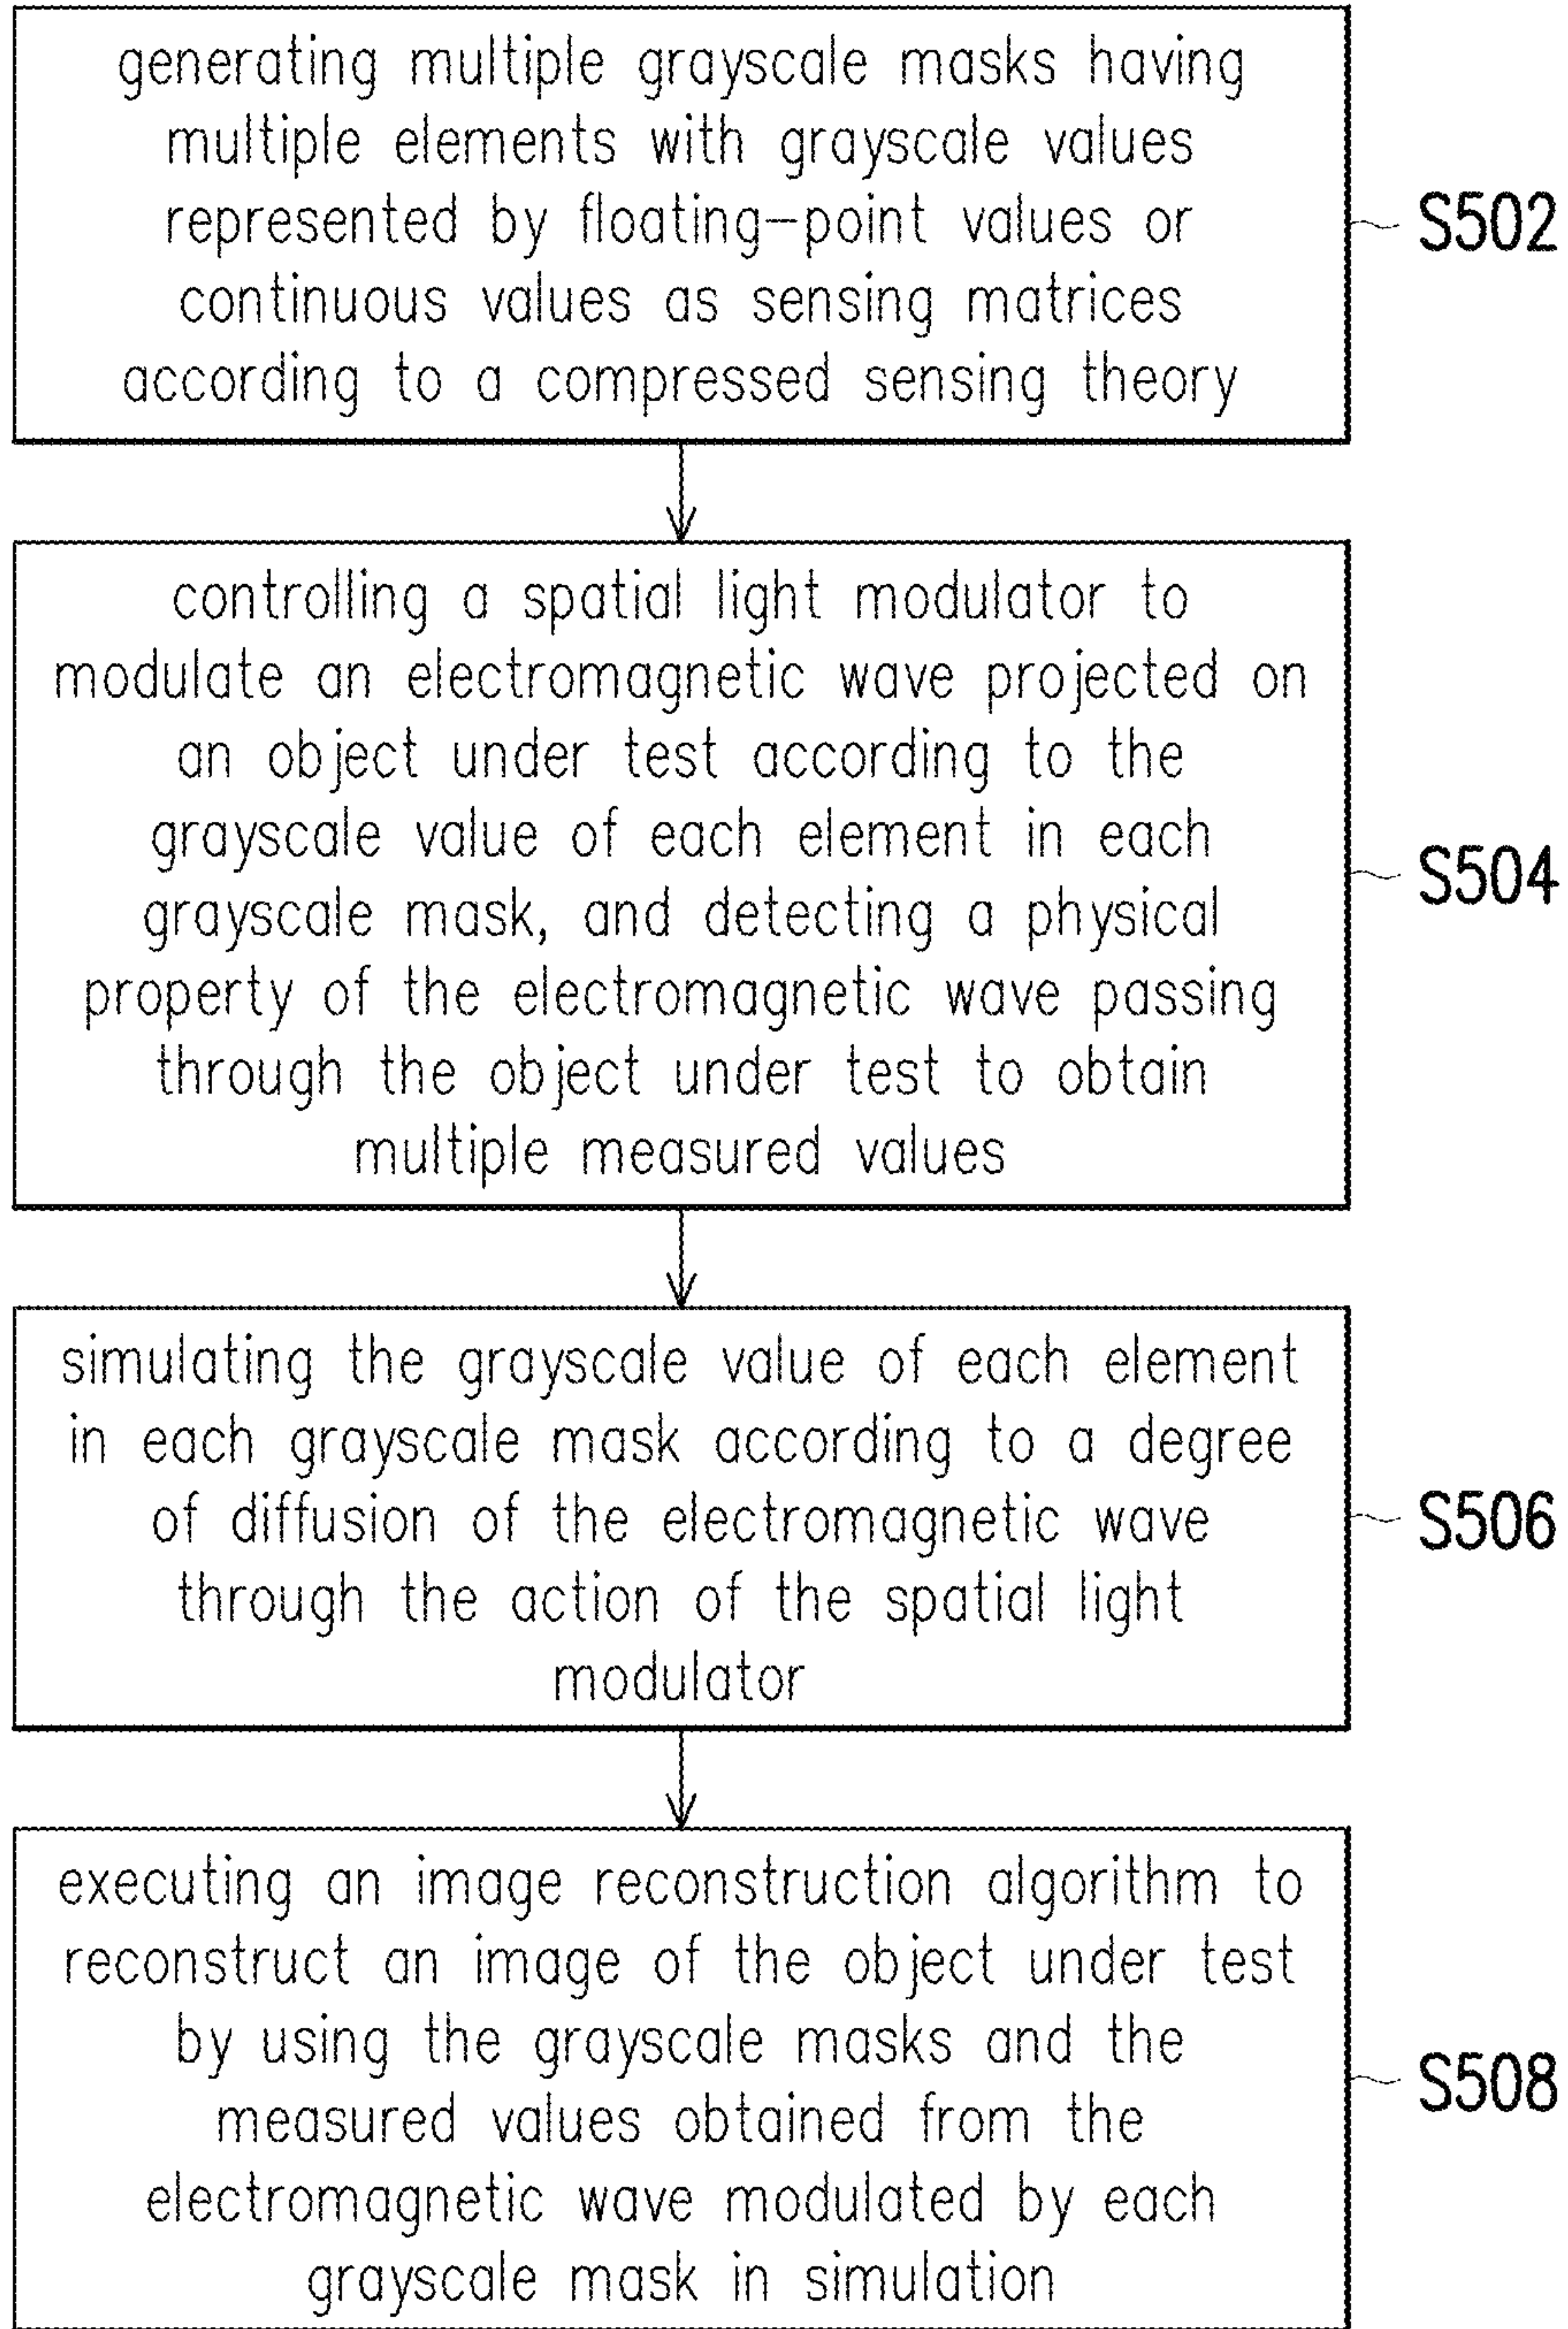 generating multiple grayscale masks having
multiple elements with grayscale values
represented by floating-point values or
continuous values as sensing matrices
according to a compressed sensing theory
S502
controlling a spatial light modulator to
modulate an electromagnetic wave projected on
an object under test according to the
grayscale value of each element in each
grayscale mask, and detecting a physical
property of the electromagnetic wave passing
through the object under test to obtain
multiple measured values
S504
simulating the grayscale value of each element
in each grayscale mask according to a degree
of diffusion of the electromagnetic wave
through the action of the spatial light
modulator
S506
executing an image reconstruction algorithm to
reconstruct an image of the object under test
by using the grayscale masks and the
measured values obtained from the
electromagnetic wave modulated by each
grayscale mask in simulation
S508